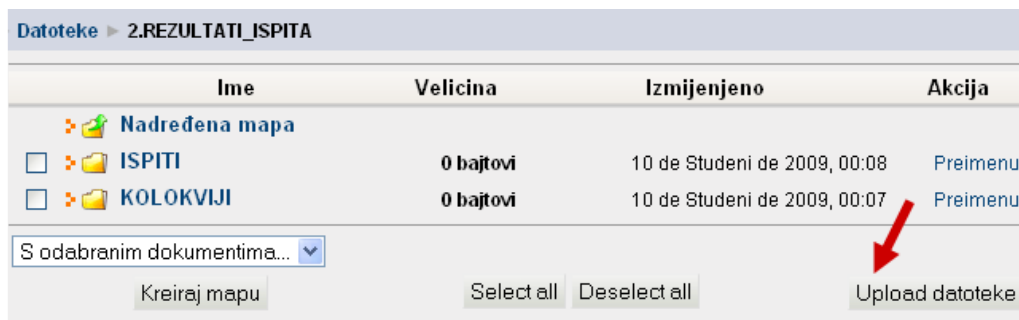 Datoteke ► 2.REZULTATI_ISPITA
Ime Velicina Izmijenjeno Akcija
Nadređena mapa
ISPITI 0 bajtovi 10 de Studeni de 2009, 00:08 Preimenu
KOLOKVIJI 0 bajtovi 10 de Studeni de 2009, 00:07 Preimenu
S odabranim dokumentima...
Kreiraj mapu Select all Deselect all Upload datoteke